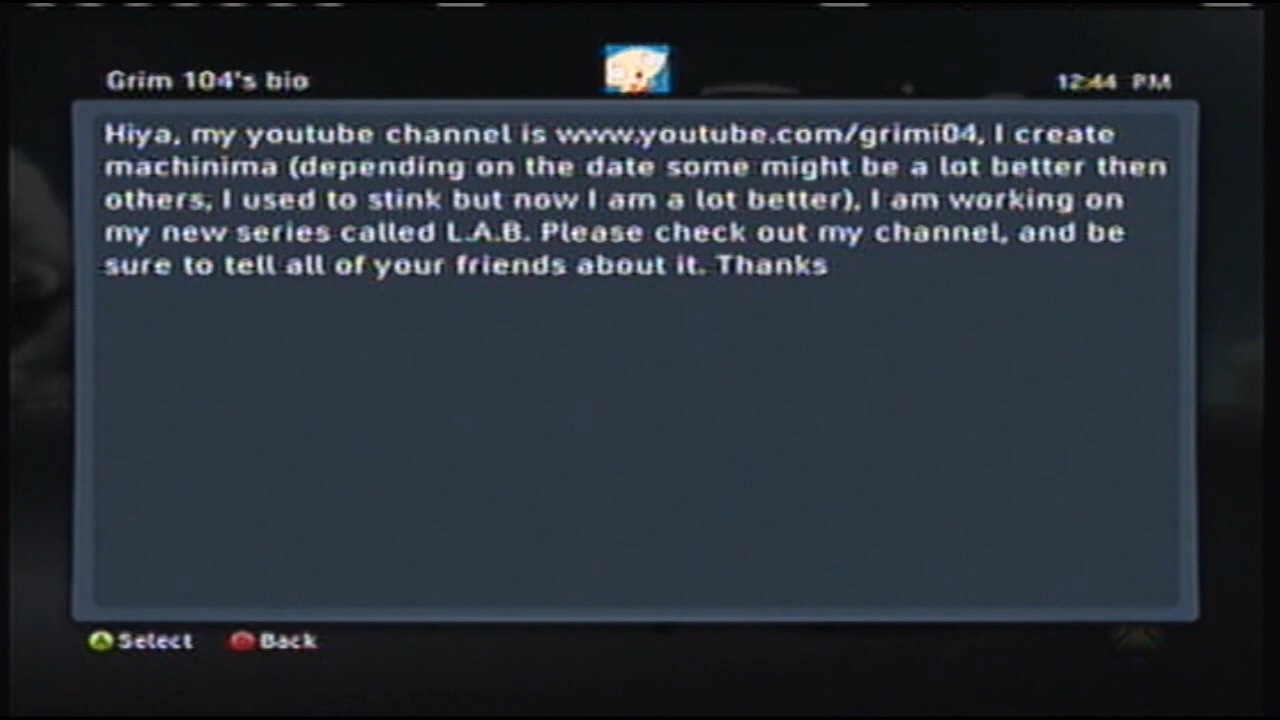 Grim 104's bio
12:44 PM
Hiya, my youtube channel is www.youtube.com/grimi04, I create
machinima (depending on the date some might be a lot better then
others, I used to stink but now I am a lot better), I am working on
my new series called L.A.B. Please check out my channel, and be
sure to tell all of your friends about it. Thanks
Select
Back